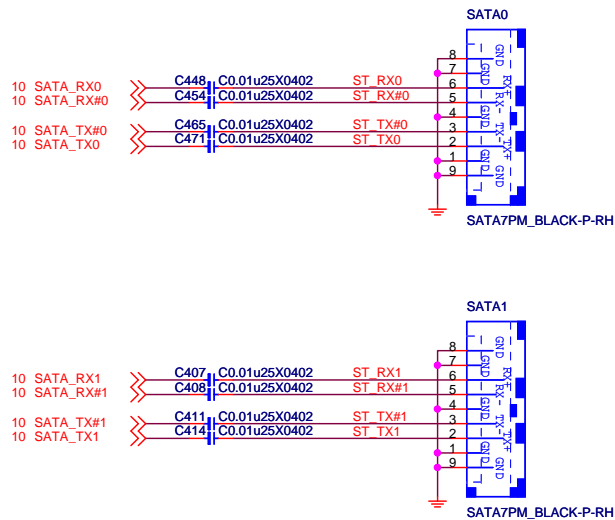 SATA0
8 GND
7 GND
10 SATA_RX0 C448 C0.01u25X0402 ST_RX0 6 RX+
10 SATA_RX#0 C454 C0.01u25X0402 ST_RX#0 5 RX-
4 GND
10 SATA_TX#0 C465 C0.01u25X0402 ST_TX#0 3 TX-
10 SATA_TX0 C471 C0.01u25X0402 ST_TX0 2 TX+
1 GND
9 GND
SATA7PM_BLACK-P-RH
SATA1
8 GND
7 GND
10 SATA_RX1 C407 C0.01u25X0402 ST_RX1 6 RX+
10 SATA_RX#1 C408 C0.01u25X0402 ST_RX#1 5 RX-
4 GND
10 SATA_TX#1 C411 C0.01u25X0402 ST_TX#1 3 TX-
10 SATA_TX1 C414 C0.01u25X0402 ST_TX1 2 TX+
1 GND
9 GND
SATA7PM_BLACK-P-RH